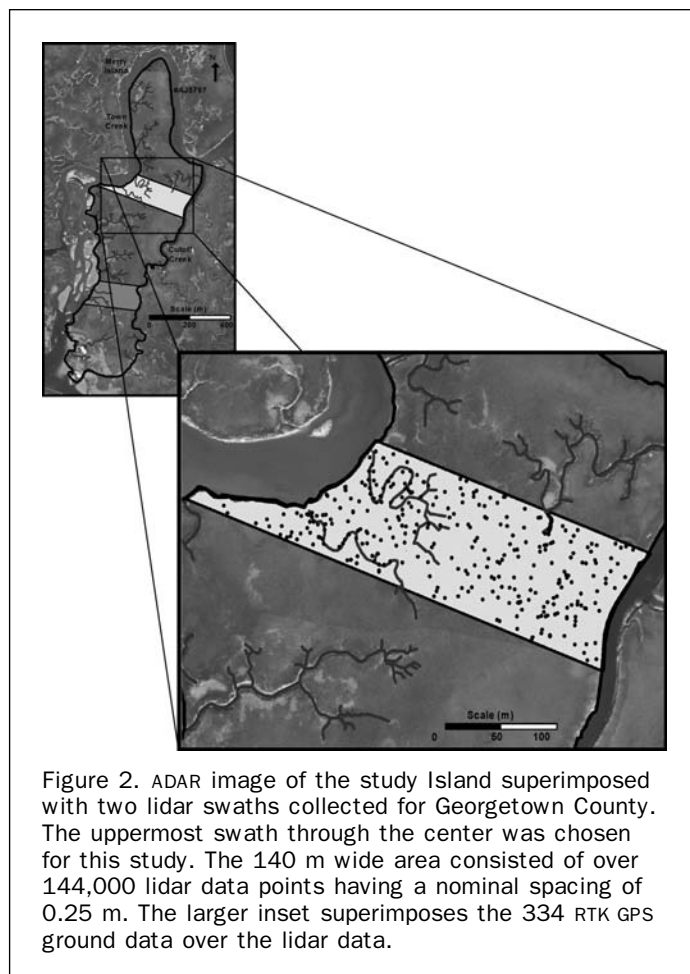 Merry
Island
N
AAJ5767
Town
Creek
Cutoff
Creek
Scale (m)
0 200 400
Scale (m)
0 50 100
Figure 2. ADAR image of the study Island superimposed
with two lidar swaths collected for Georgetown County.
The uppermost swath through the center was chosen
for this study. The 140 m wide area consisted of over
144,000 lidar data points having a nominal spacing of
0.25 m. The larger inset superimposes the 334 RTK GPS
ground data over the lidar data.